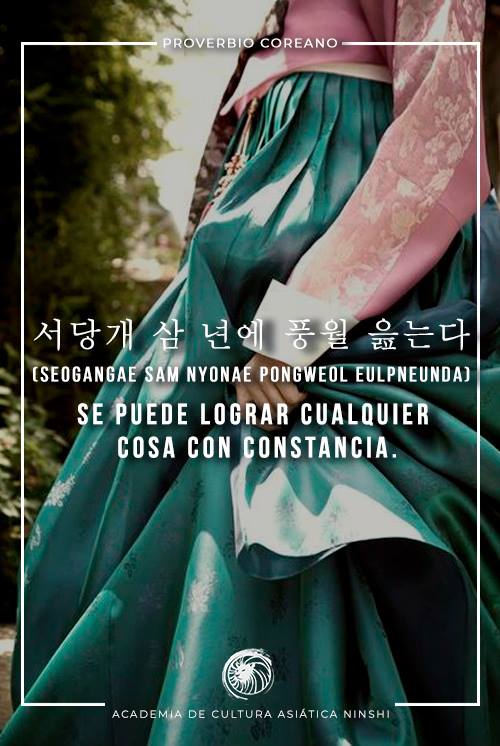 PROVERBIO COREANO
서당개 삼 년에 풍월 읊는다
(SEOGANGAE SAM NYONAE PONGWEOL EULPNEUNDA)
SE PUEDE LOGRAR CUALQUIER
COSA CON CONSTANCIA.
ACADEMIA DE CULTURA ASIÁTICA NINSHI